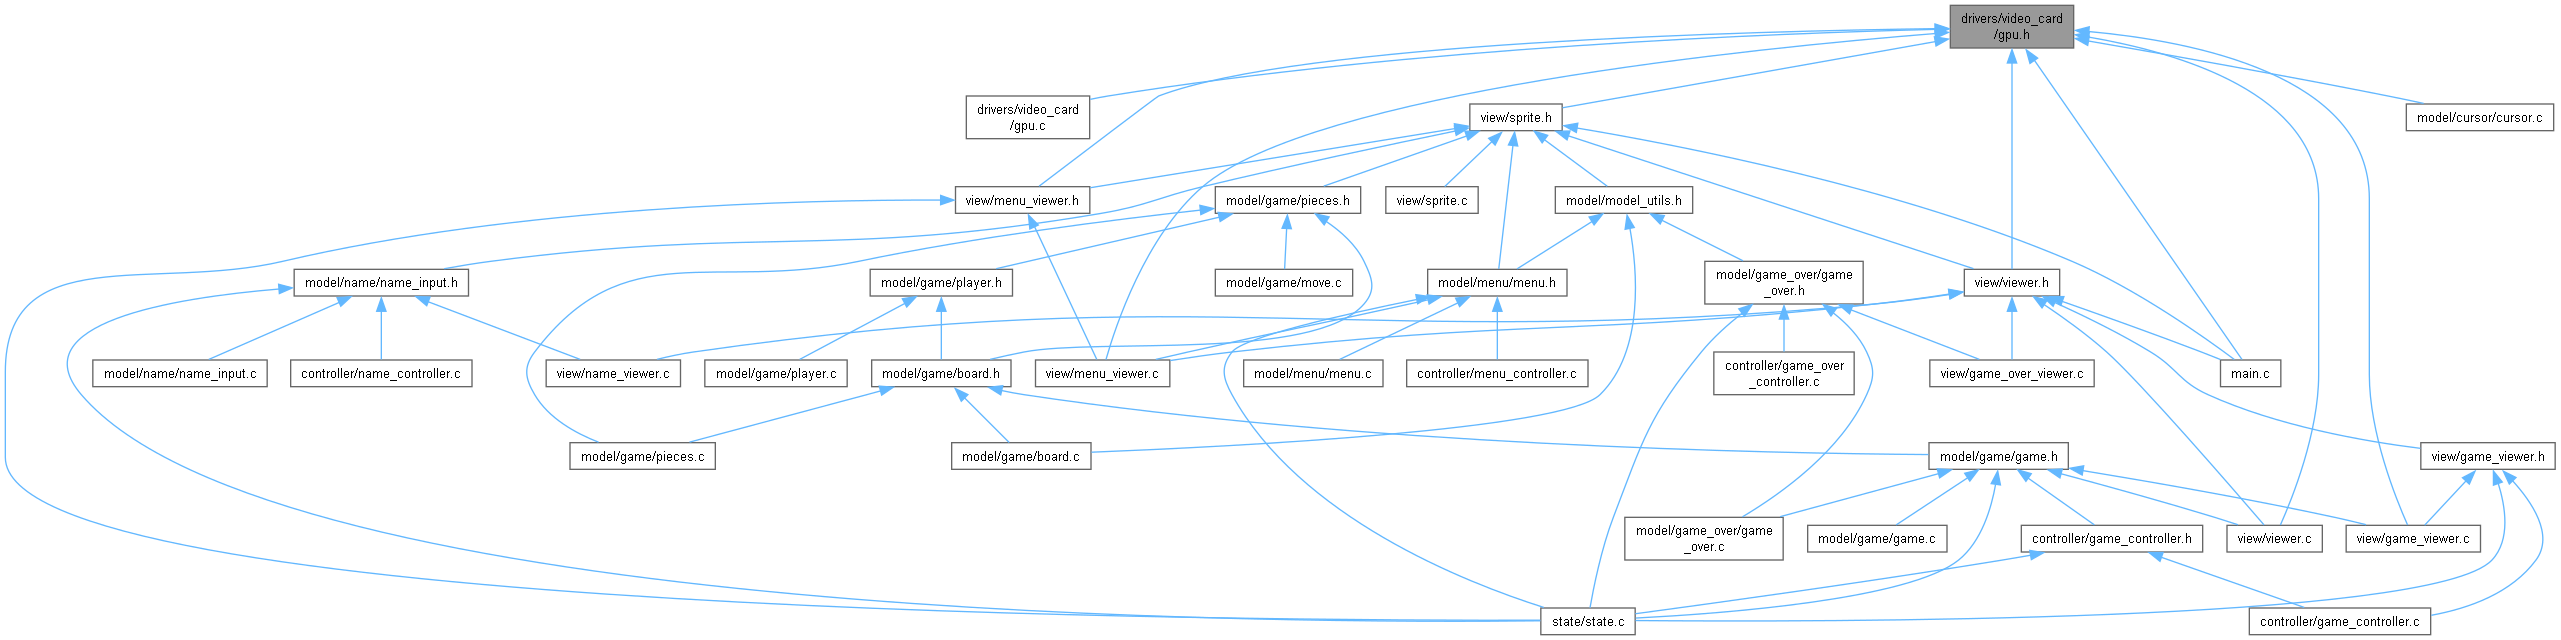 drivers/video_card
/gpu.h
drivers/video_card
/gpu.c
view/sprite.h
model/cursor/cursor.c
view/menu_viewer.h
model/game/pieces.h
view/sprite.c
model/model_utils.h
model/name/name_input.h
model/game/player.h
model/game/move.c
model/menu/menu.h
model/game_over/game
_over.h
view/viewer.h
model/name/name_input.c
controller/name_controller.c
view/name_viewer.c
model/game/player.c
model/game/board.h
view/menu_viewer.c
model/menu/menu.c
controller/menu_controller.c
controller/game_over
_controller.c
view/game_over_viewer.c
main.c
model/game/pieces.c
model/game/board.c
model/game/game.h
view/game_viewer.h
model/game_over/game
_over.c
model/game/game.c
controller/game_controller.h
view/viewer.c
view/game_viewer.c
state/state.c
controller/game_controller.c